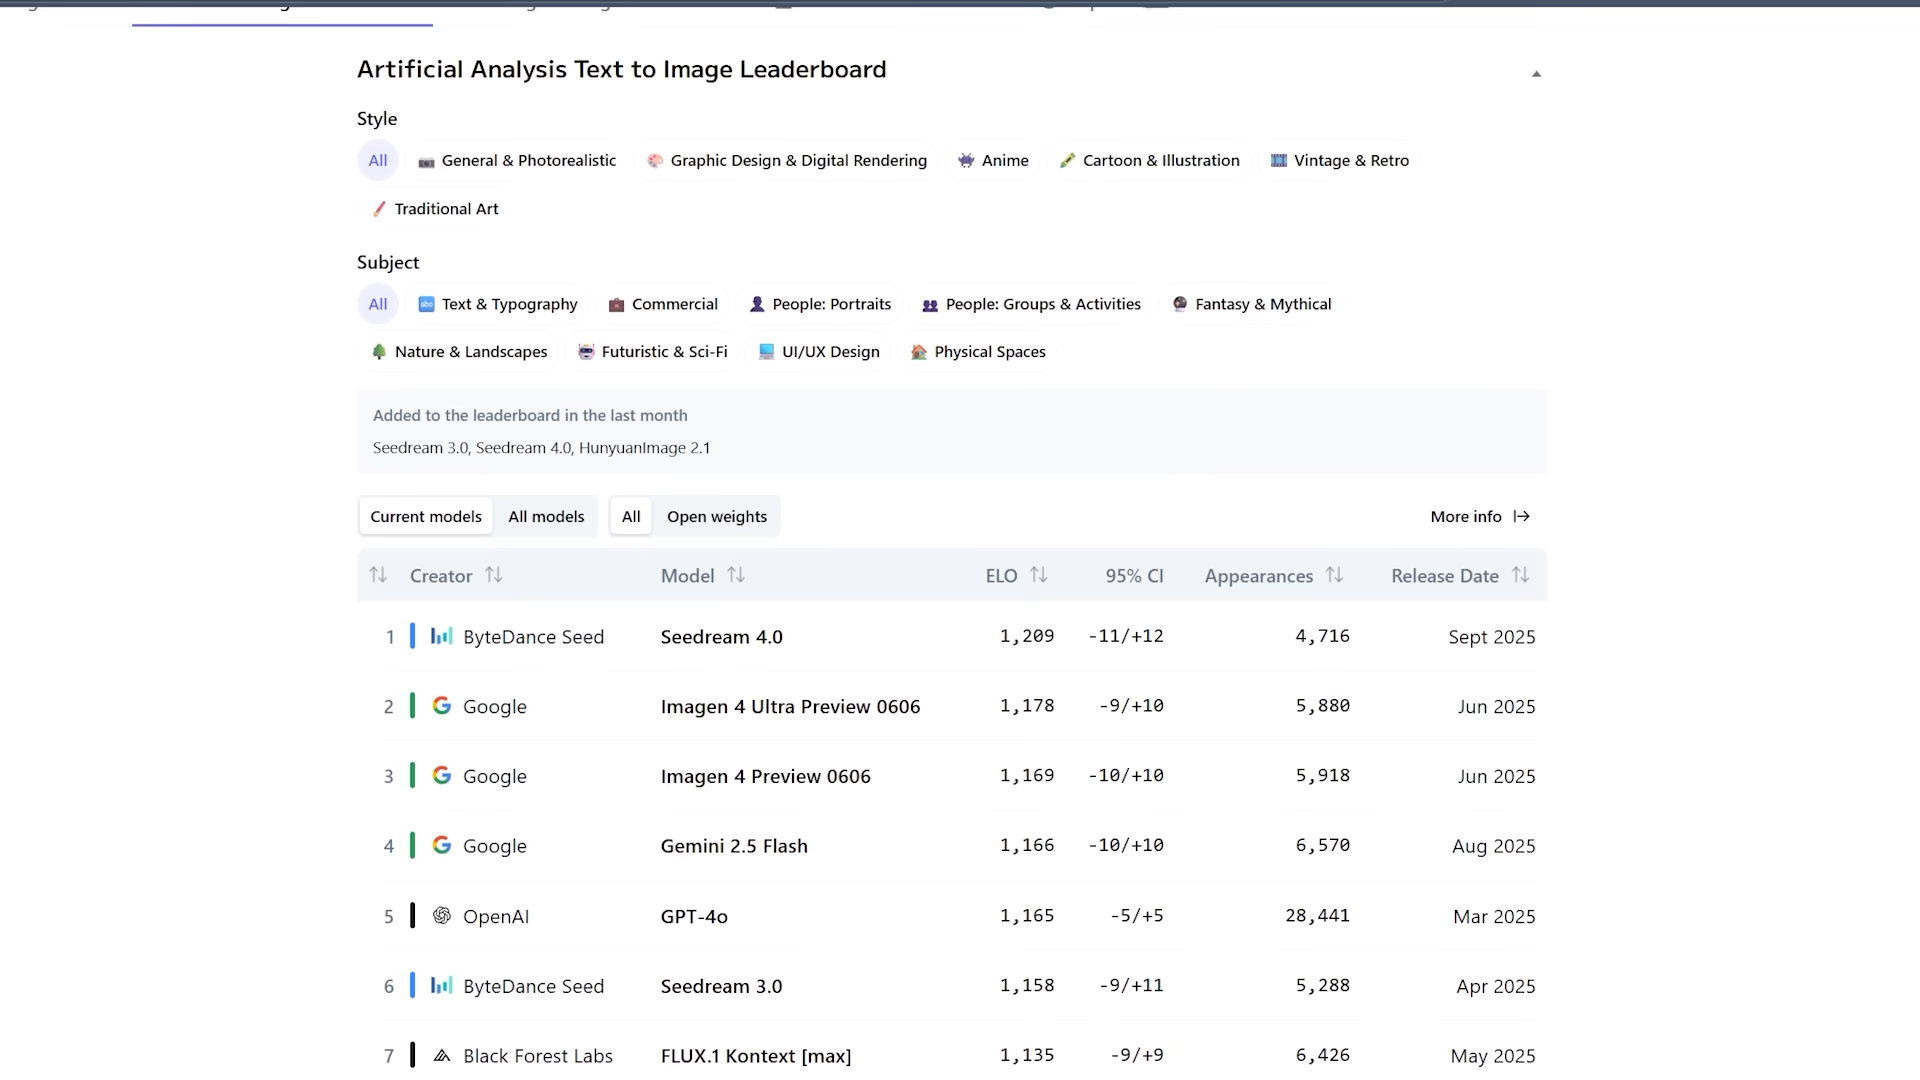 Artificial Analysis Text to Image Leaderboard
Style
All General & Photorealistic Graphic Design & Digital Rendering Anime Cartoon & Illustration Vintage & Retro
Traditional Art
Subject
All Text & Typography Commercial People: Portraits People: Groups & Activities Fantasy & Mythical
Nature & Landscapes Futuristic & Sci-Fi UI/UX Design Physical Spaces
Added to the leaderboard in the last month
Seedream 3.0, Seedream 4.0, HunyuanImage 2.1
Current models All models All Open weights More info
Creator Model ELO 95% CI Appearances Release Date
1 ByteDance Seed Seedream 4.0 1,209 -11/+12 4,716 Sept 2025
2 Google Imagen 4 Ultra Preview 0606 1,178 -9/+10 5,880 Jun 2025
3 Google Imagen 4 Preview 0606 1,169 -10/+10 5,918 Jun 2025
4 Google Gemini 2.5 Flash 1,166 -10/+10 6,570 Aug 2025
5 OpenAI GPT-4o 1,165 -5/+5 28,441 Mar 2025
6 ByteDance Seed Seedream 3.0 1,158 -9/+11 5,288 Apr 2025
7 Black Forest Labs FLUX.1 Kontext [max] 1,135 -9/+9 6,426 May 2025